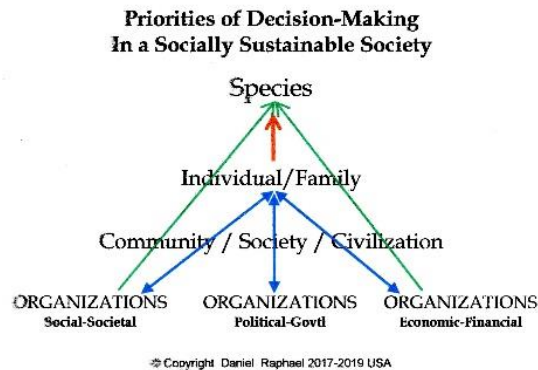 Priorities of Decision-Making
In a Socially Sustainable Society
Species
Individual/Family
Community / Society / Civilization
ORGANIZATIONS ORGANIZATIONS ORGANIZATIONS
Social-Societal Political-Govtl Economic-Financial
© Copyright Daniel Raphael 2017-2019 USA